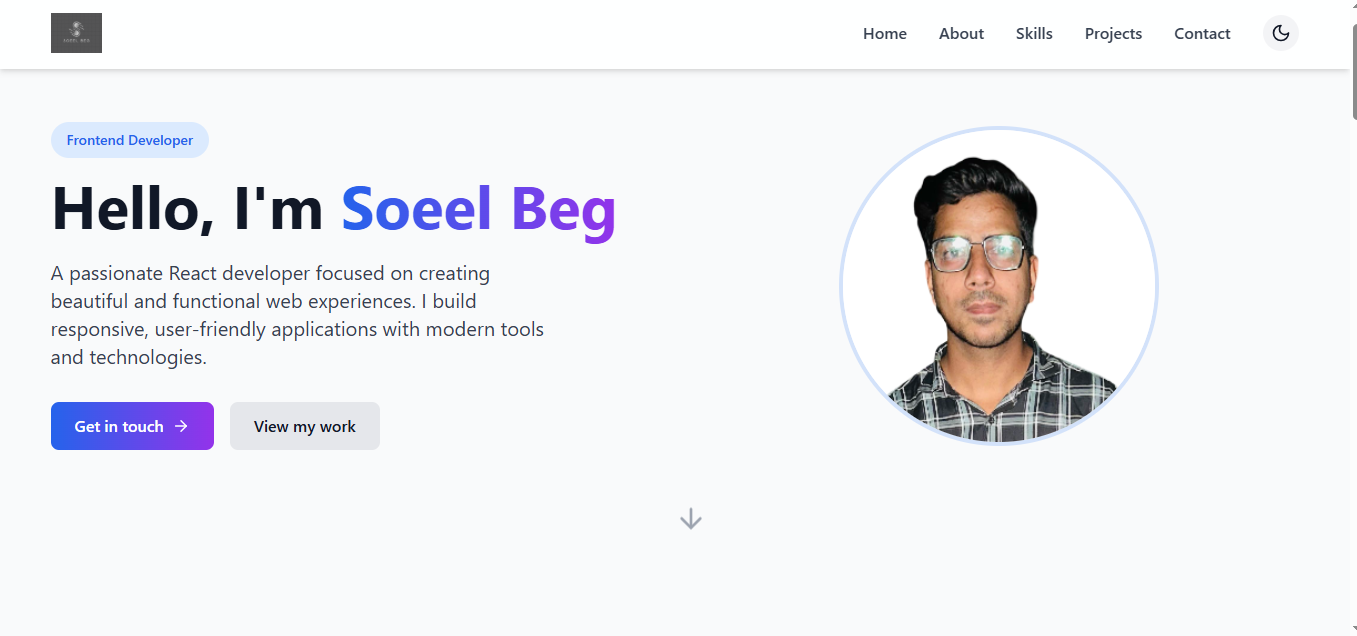 SOEEL BEG
Home About Skills Projects Contact
Frontend Developer
Hello, I'm Soeel Beg
A passionate React developer focused on creating
beautiful and functional web experiences. I build
responsive, user-friendly applications with modern tools
and technologies.
Get in touch →
View my work